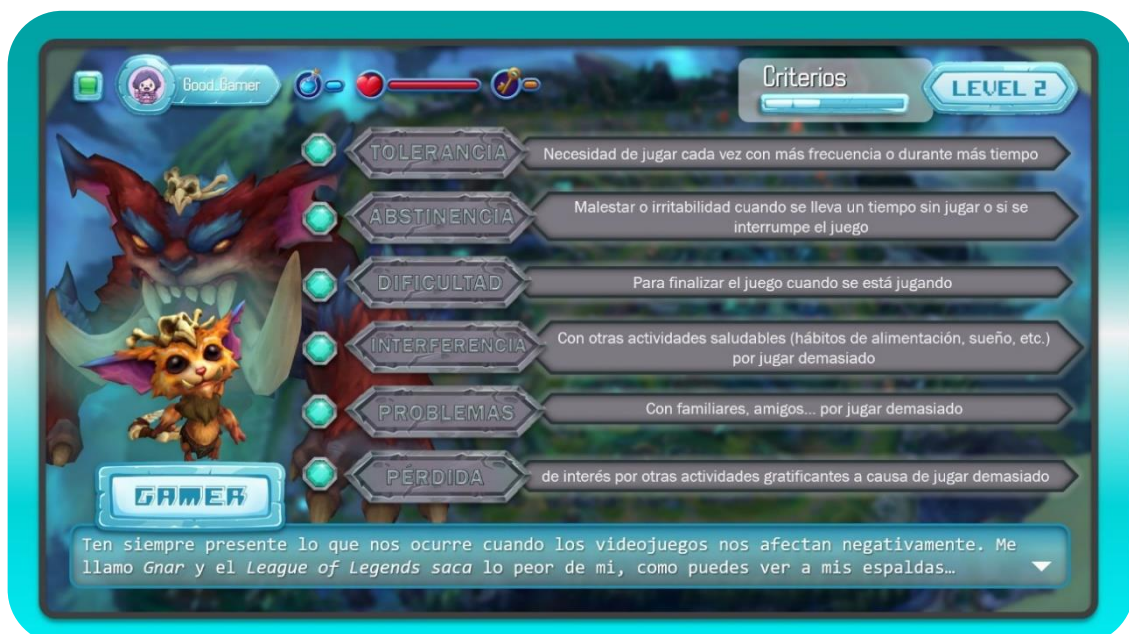 Good_Gamer
Criterios
LEVEL 2
TOLERANCIA
Necesidad de jugar cada vez con más frecuencia o durante más tiempo
ABSTINENCIA
Malestar o irritabilidad cuando se lleva un tiempo sin jugar o si se
interrumpe el juego
DIFICULTAD
Para finalizar el juego cuando se está jugando
INTERFERENCIA
Con otras actividades saludables (hábitos de alimentación, sueño, etc.)
por jugar demasiado
PROBLEMAS
Con familiares, amigos... por jugar demasiado
PÉRDIDA
de interés por otras actividades gratificantes a causa de jugar demasiado
GAMER
Ten siempre presente lo que nos ocurre cuando los videojuegos nos afectan negativamente. Me
llamo Gnar y el League of Legends saca lo peor de mi, como puedes ver a mis espaldas…